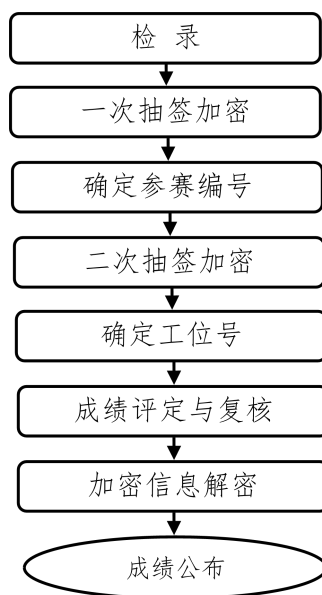 检 录
一次抽签加密
确定参赛编号
二次抽签加密
确定工位号
成绩评定与复核
加密信息解密
成绩公布